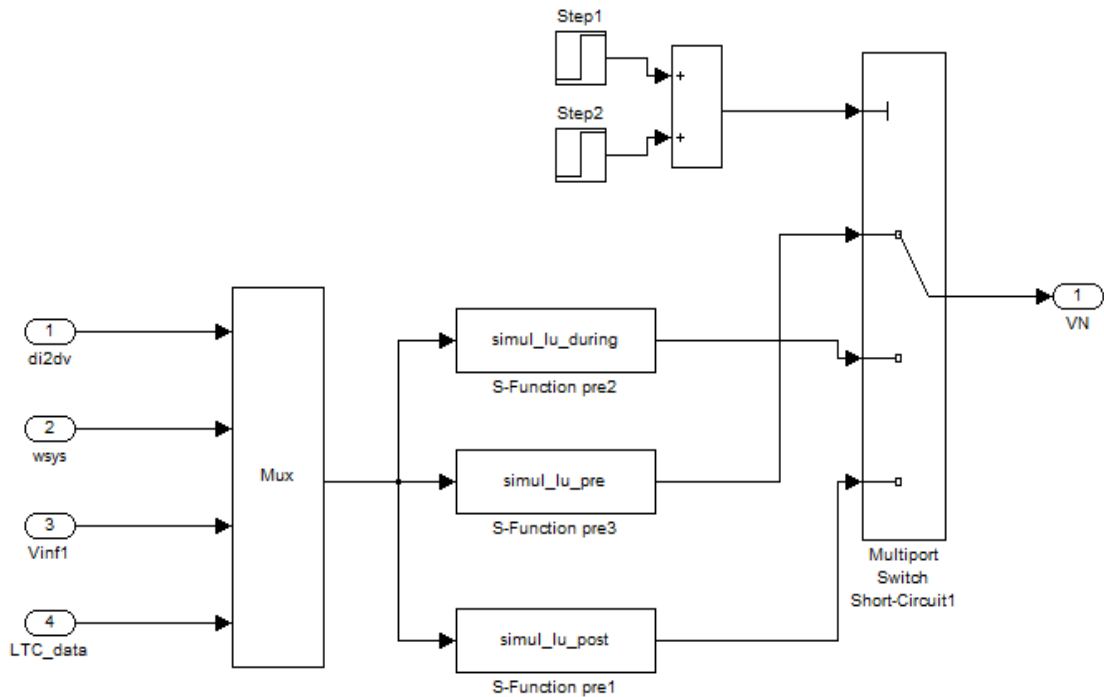 Step1
+
Step2
+
1
di2dv
2
wsys
3
Vinf1
4
LTC_data
Mux
simul_lu_during
S-Function pre2
simul_lu_pre
S-Function pre3
simul_lu_post
S-Function pre1
Multiport
Switch
Short-Circuit1
1
VN